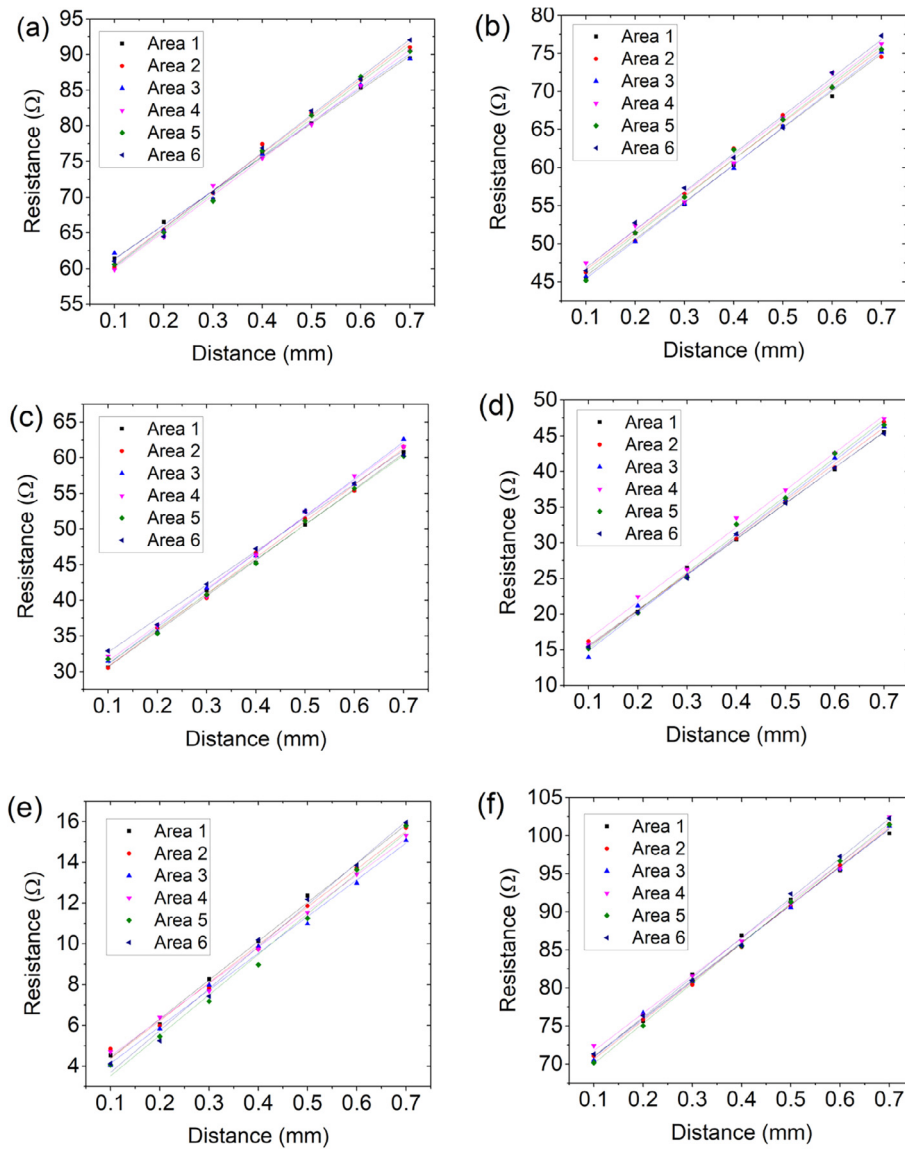 (a)
Resistance (Ω)
95
90
85
80
75
70
65
60
55
Area 1
Area 2
Area 3
Area 4
Area 5
Area 6
0.1 0.2 0.3 0.4 0.5 0.6 0.7
Distance (mm)
(b)
Resistance (Ω)
80
75
70
65
60
55
50
45
Area 1
Area 2
Area 3
Area 4
Area 5
Area 6
0.1 0.2 0.3 0.4 0.5 0.6 0.7
Distance (mm)
(c)
Resistance (Ω)
65
60
55
50
45
40
35
30
Area 1
Area 2
Area 3
Area 4
Area 5
Area 6
0.1 0.2 0.3 0.4 0.5 0.6 0.7
Distance (mm)
(d)
Resistance (Ω)
50
45
40
35
30
25
20
15
10
Area 1
Area 2
Area 3
Area 4
Area 5
Area 6
0.1 0.2 0.3 0.4 0.5 0.6 0.7
Distance (mm)
(e)
Resistance (Ω)
16
14
12
10
8
6
4
Area 1
Area 2
Area 3
Area 4
Area 5
Area 6
0.1 0.2 0.3 0.4 0.5 0.6 0.7
Distance (mm)
(f)
Resistance (Ω)
105
100
95
90
85
80
75
70
Area 1
Area 2
Area 3
Area 4
Area 5
Area 6
0.1 0.2 0.3 0.4 0.5 0.6 0.7
Distance (mm)